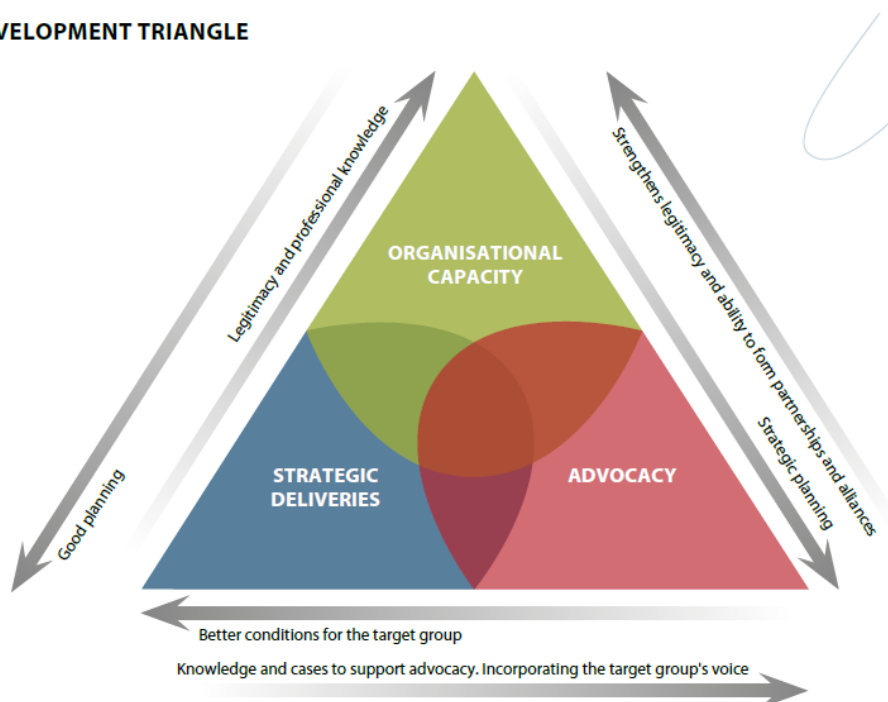 VELOPMENT TRIANGLE
Legitimacy and professional knowledge
Good planning
Strengthens legitimacy and ability to form partnerships and alliances
Strategic planning
ORGANISATIONAL
CAPACITY
STRATEGIC
DELIVERIES
ADVOCACY
Better conditions for the target group
Knowledge and cases to support advocacy. Incorporating the target group's voice